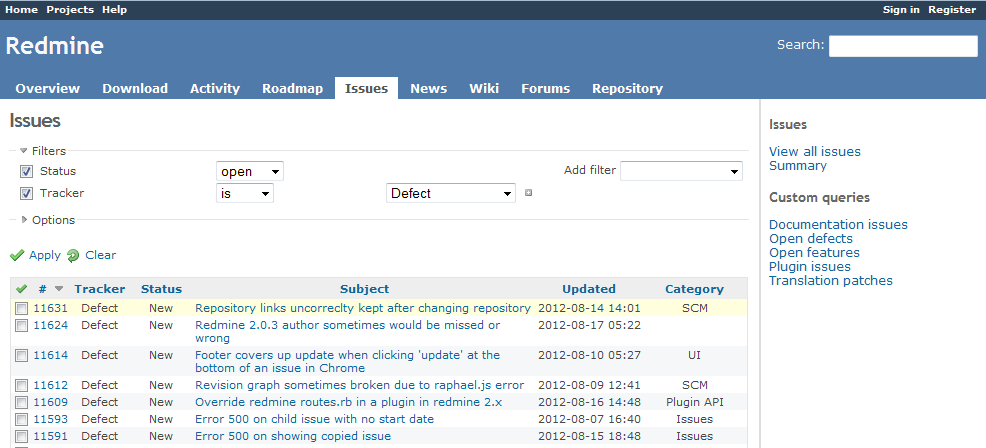 Home Projects Help Sign in Register
Redmine Search:
Overview Download Activity Roadmap Issues News Wiki Forums Repository
Issues
Filters
Status open Add filter
Tracker is Defect
Options
Apply Clear
# Tracker Status Subject Updated Category
11631 Defect New Repository links uncorreclty kept after changing repository 2012-08-14 14:01 SCM
11624 Defect New Redmine 2.0.3 author sometimes would be missed or 2012-08-17 05:22
wrong
11614 Defect New Footer covers up update when clicking 'update' at the 2012-08-10 05:27 UI
bottom of an issue in Chrome
11612 Defect New Revision graph sometimes broken due to raphael.js error 2012-08-09 12:41 SCM
11609 Defect New Override redmine routes.rb in a plugin in redmine 2.x 2012-08-16 14:48 Plugin API
11593 Defect New Error 500 on child issue with no start date 2012-08-07 16:40 Issues
11591 Defect New Error 500 on showing copied issue 2012-08-15 18:48 Issues
Issues
View all issues
Summary
Custom queries
Documentation issues
Open defects
Open features
Plugin issues
Translation patches